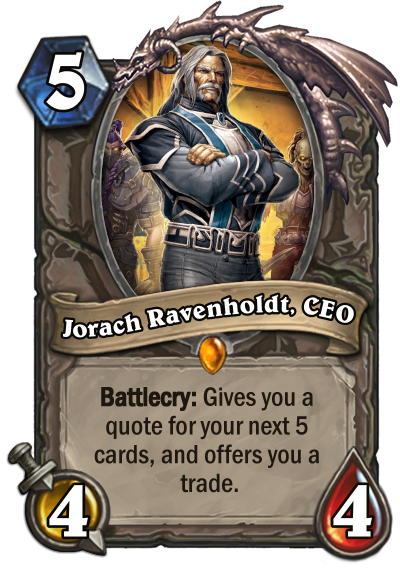 5
Jorach Ravenholdt, CEO
Battlecry: Gives you a
quote for your next 5
cards, and offers you a
trade.
4
4